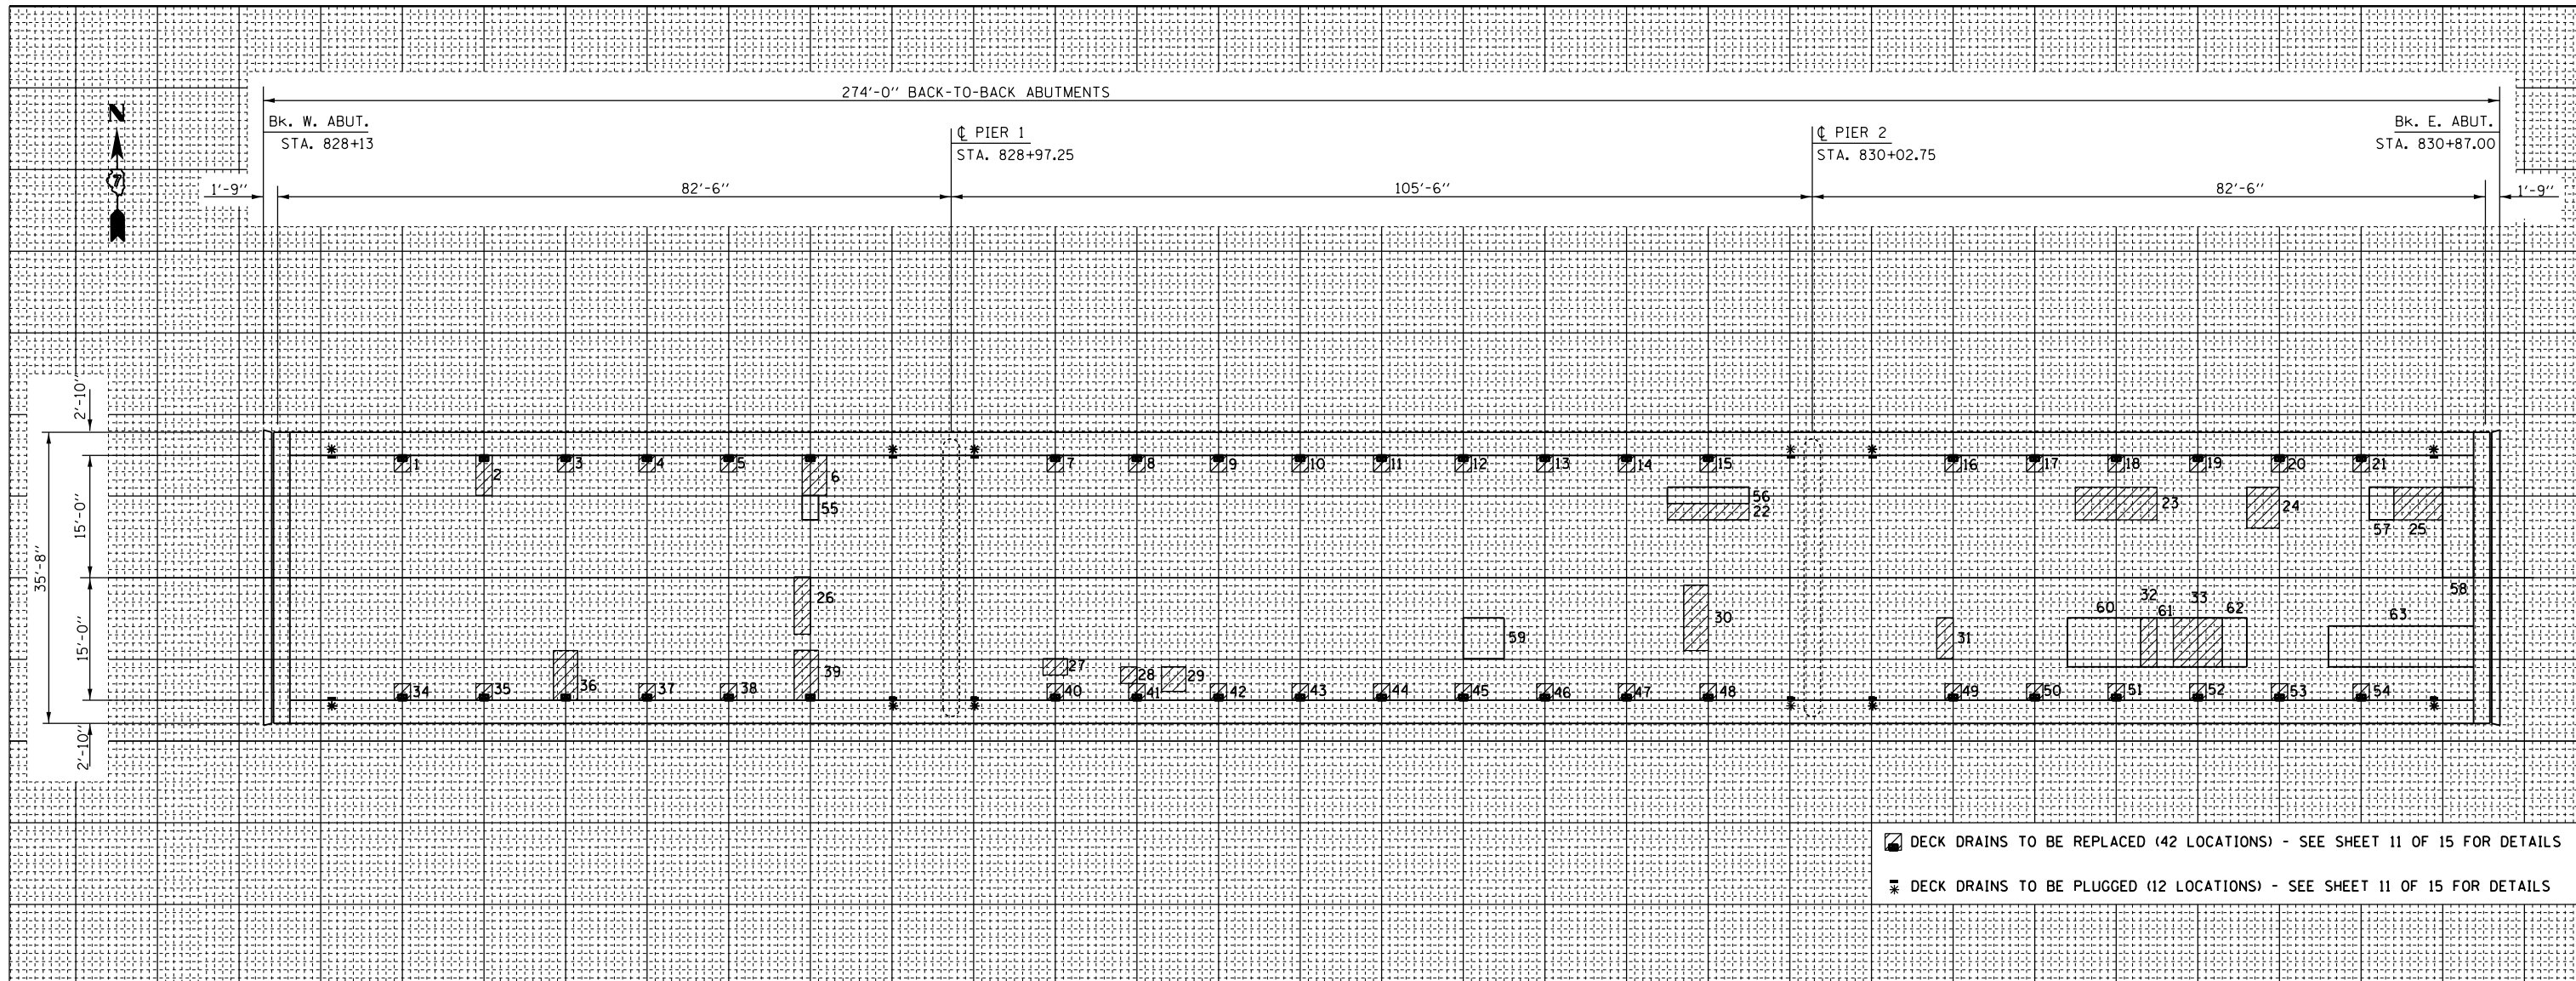 274'-0" BACK-TO-BACK ABUTMENTS
N
7
Bk. W. ABUT.
STA. 828+13
℄ PIER 1
STA. 828+97.25
℄ PIER 2
STA. 830+02.75
Bk. E. ABUT.
STA. 830+87.00
1'-9" 82'-6" 105'-6" 82'-6" 1'-9"
2'-10"
15'-0"
35'-8"
15'-0"
2'-10"
1 2 3 4 5 6 7 8 9 10 11 12 13 14 15 16 17 18 19 20 21
55 56 22 23 24 57 25
58
26 59 30 31 60 32 61 33 62 63
27 28 29
34 35 36 37 38 39 40 41 42 43 44 45 46 47 48 49 50 51 52 53 54
DECK DRAINS TO BE REPLACED (42 LOCATIONS) - SEE SHEET 11 OF 15 FOR DETAILS
* DECK DRAINS TO BE PLUGGED (12 LOCATIONS) - SEE SHEET 11 OF 15 FOR DETAILS